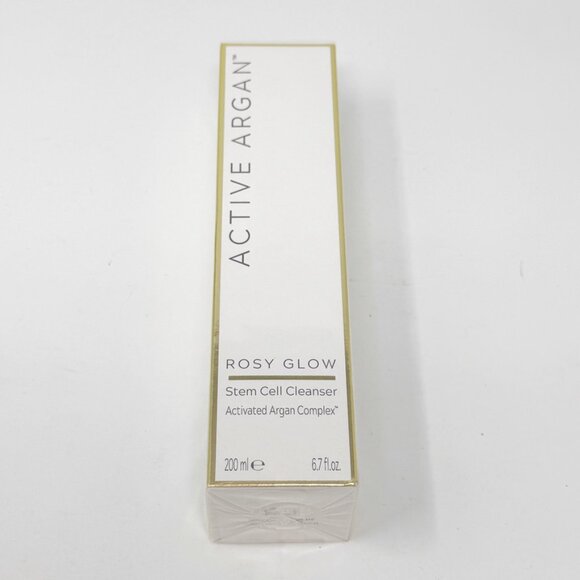 ACTIVE ARGAN™
ROSY GLOW
Stem Cell Cleanser
Activated Argan Complex™
200 ml ℮ 6.7 fl.oz.